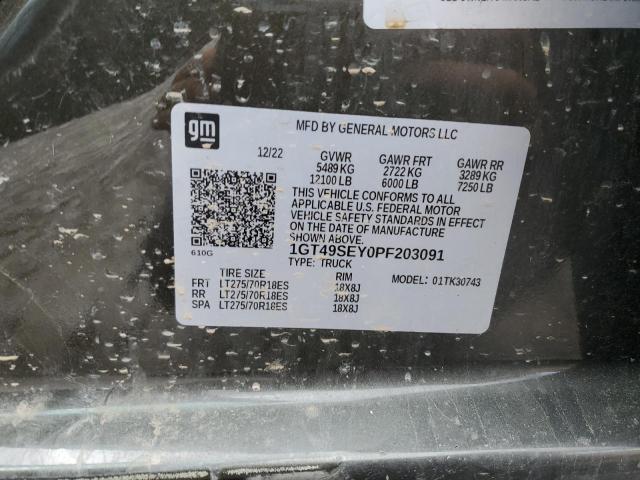 gm
MFD BY GENERAL MOTORS LLC
12/22 GVWR GAWR FRT GAWR RR
5489 KG 2722 KG 3289 KG
12100 LB 6000 LB 7250 LB
THIS VEHICLE CONFORMS TO ALL
APPLICABLE U.S. FEDERAL MOTOR
VEHICLE SAFETY STANDARDS IN EFFECT
ON THE DATE OF MANUFACTURE
SHOWN ABOVE.
610G 1GT49SEY0PF203091
TYPE: TRUCK
TIRE SIZE RIM MODEL: 01TK30743
FRT LT275/70R18ES 18X8J
RR LT275/70R18ES 18X8J
SPA LT275/70R18ES 18X8J